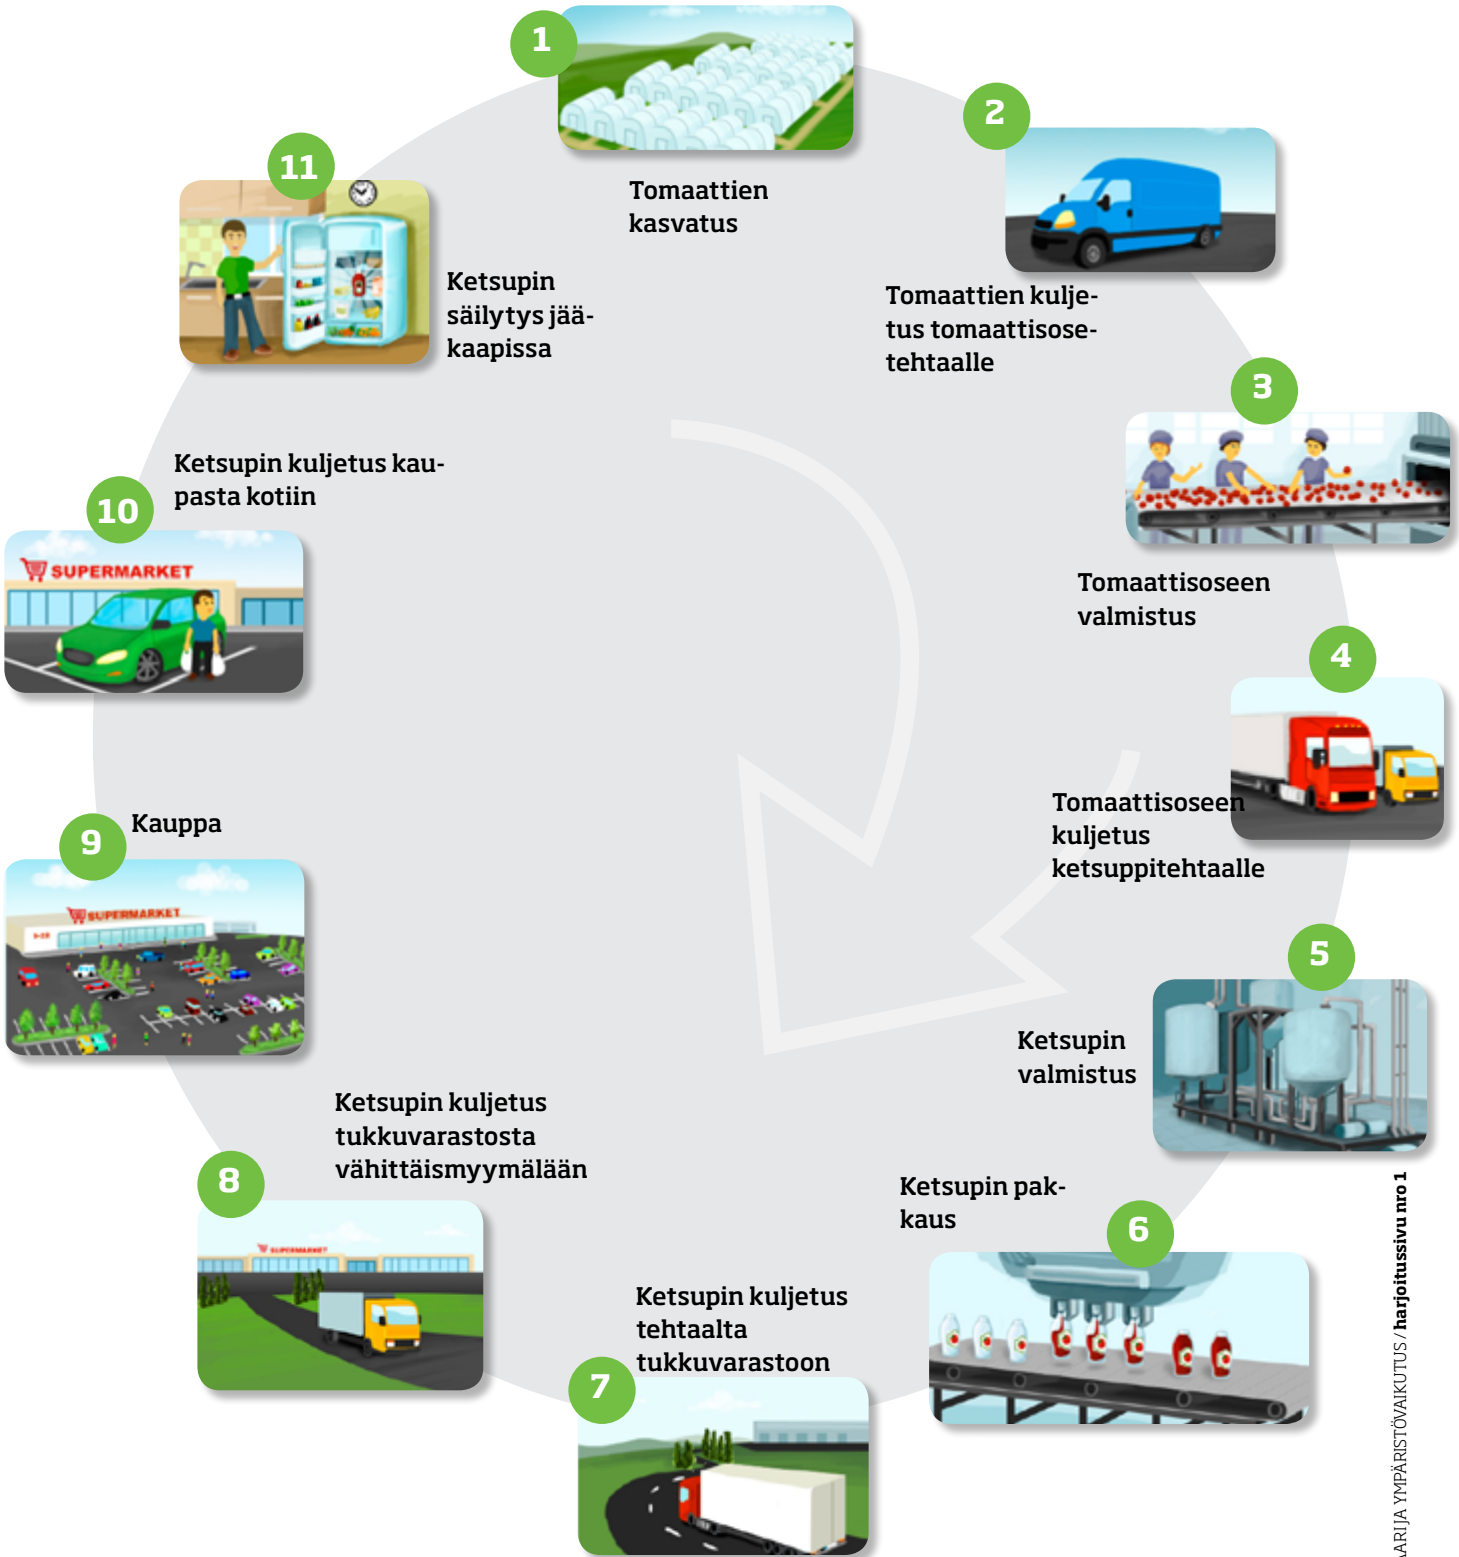 1
Tomaattien
kasvatus
2
Tomaattien kulje-
tus tomaattisose-
tehtaalle
3
Tomaattisoseen
valmistus
4
Tomaattisoseen
kuljetus
ketsuppitehtaalle
5
Ketsupin
valmistus
6
Ketsupin pak-
kaus
7
Ketsupin kuljetus
tehtaalta
tukkuvarastoon
8
Ketsupin kuljetus
tukkuvarastosta
vähittäismyymälään
SUPERMARKET
9
Kauppa
SUPERMARKET
10
Ketsupin kuljetus kau-
pasta kotiin
SUPERMARKET
11
Ketsupin
säilytys jää-
kaapissa
JA YMPÄRISTÖVAIKUTUS / harjoitussivu nro 1